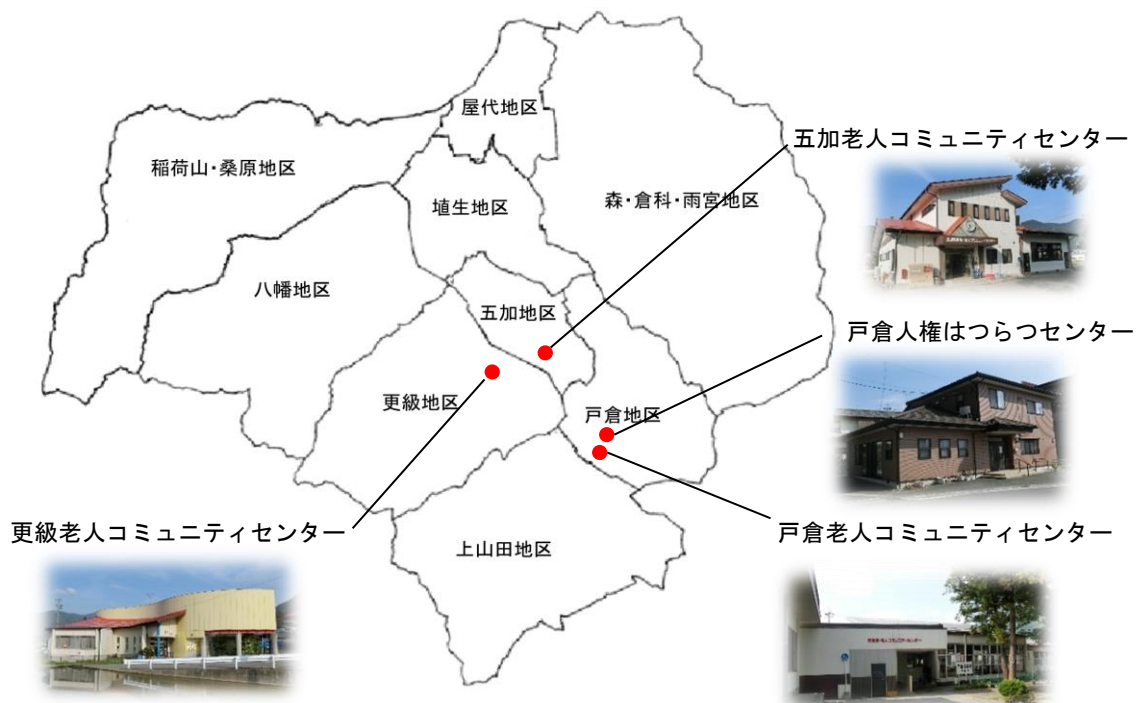 屋代地区
五加老人コミュニティセンター
稲荷山・桑原地区
埴生地区
森・倉科・雨宮地区
八幡地区
五加地区
戸倉人権はつらつセンター
更級地区
戸倉地区
更級老人コミュニティセンター
戸倉老人コミュニティセンター
上山田地区